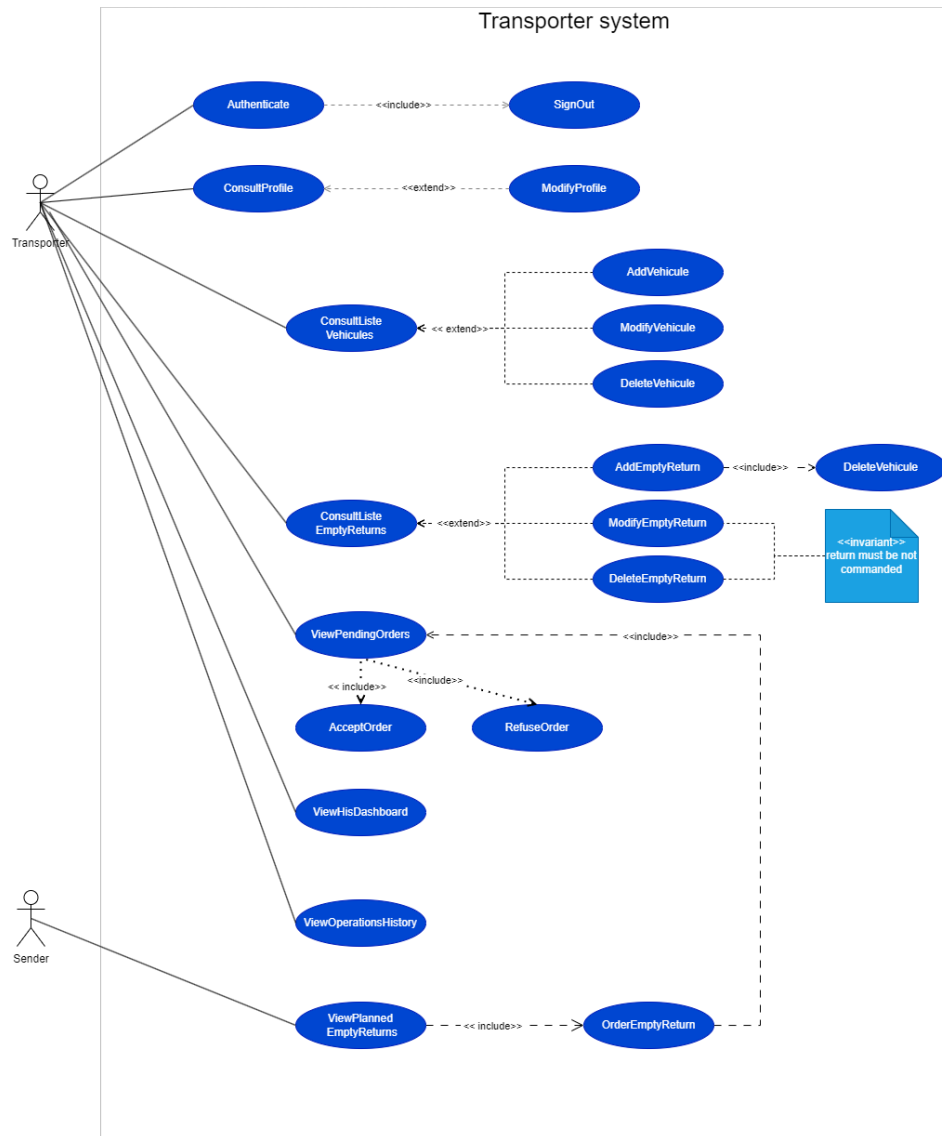 Transporter system
Authenticate
<<include>>
SignOut
ConsultProfile
<<extend>>
ModifyProfile
Transporter
AddVehicule
ConsultListe
Vehicules
<< extend>>
ModifyVehicule
DeleteVehicule
AddEmptyReturn
<<include>>
DeleteVehicule
ConsultListe
EmptyReturns
<<extend>>
ModifyEmptyReturn
<<invariant>>
return must be not
commanded
DeleteEmptyReturn
ViewPendingOrders
<<include>>
<< include>>
<<include>>
AcceptOrder
RefuseOrder
ViewHisDashboard
ViewOperationsHistory
Sender
ViewPlanned
EmptyReturns
<< include>>
OrderEmptyReturn